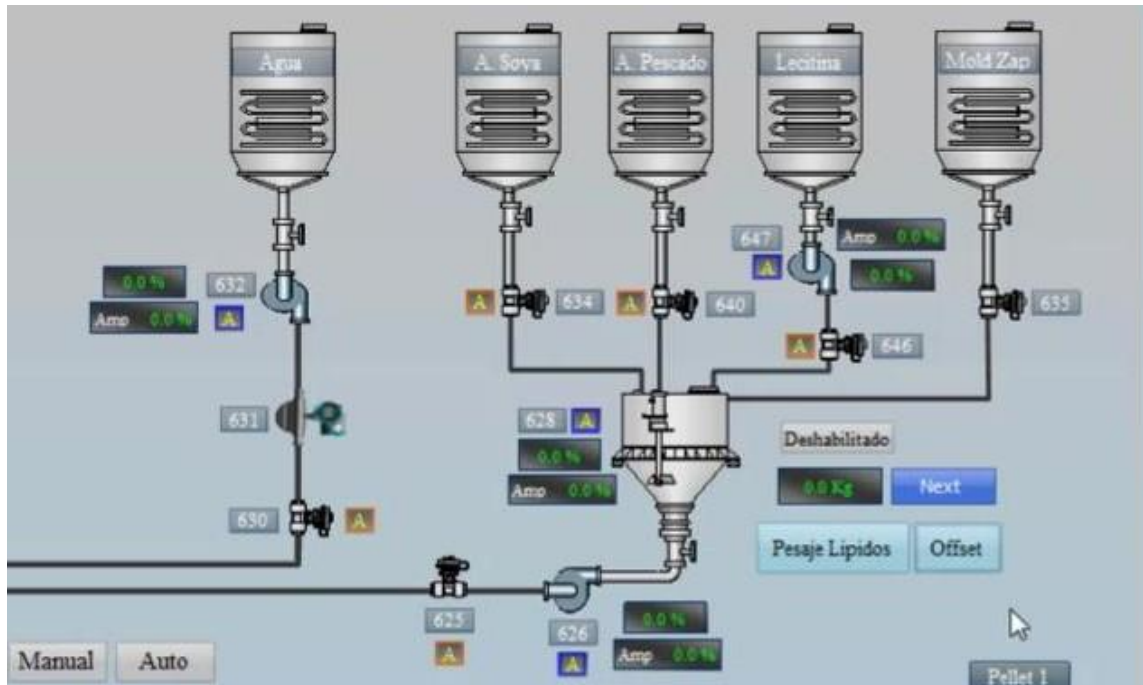 Agua
A. Soya
A. Pescado
Lecitina
Mold Zap
647
Amp 0.0 %
A
0.0 %
0.0 %
632
Amp 0.0 %
A
A
634
A
640
635
A
646
631
628
A
0.0 %
Amp 0.0 %
Deshabilitado
0.0 Kg
Next
630
A
Pesaje Lipidos
Offset
625
A
626
A
0.0 %
Amp 0.0 %
Manual
Auto
Pellet 1